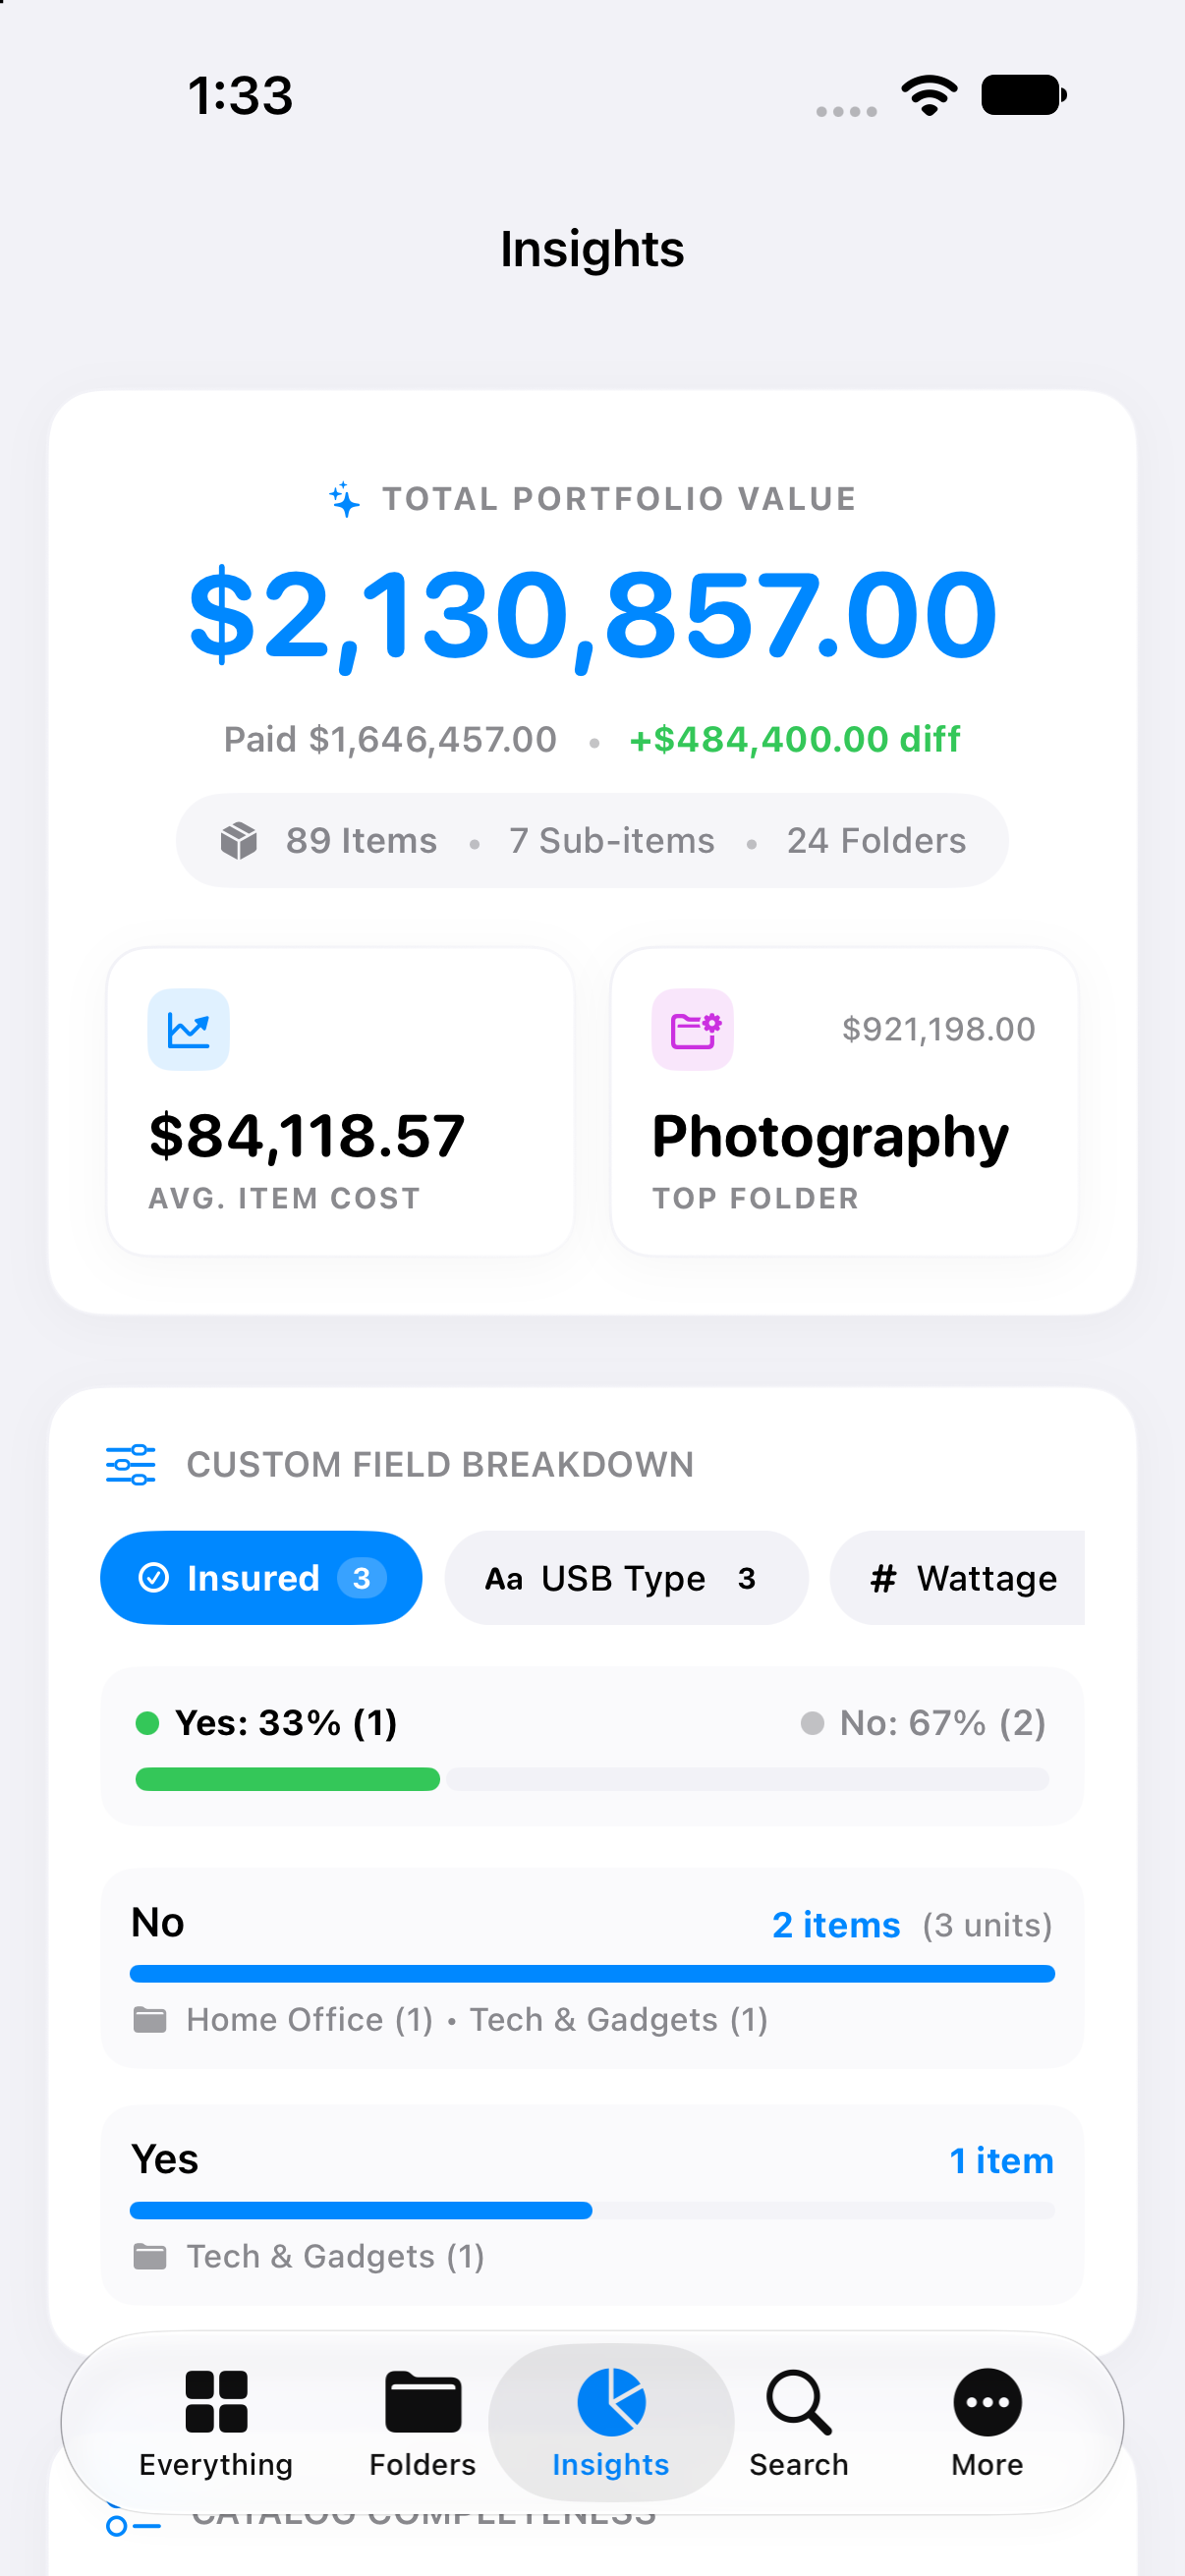 1:33
Insights
TOTAL PORTFOLIO VALUE
$2,130,857.00
Paid $1,646,457.00 • +$484,400.00 diff
89 Items • 7 Sub-items • 24 Folders
$84,118.57
AVG. ITEM COST
$921,198.00
Photography
TOP FOLDER
CUSTOM FIELD BREAKDOWN
Insured 3 Aa USB Type 3 # Wattage
Yes: 33% (1) No: 67% (2)
No 2 items (3 units)
Home Office (1) • Tech & Gadgets (1)
Yes 1 item
Tech & Gadgets (1)
Everything Folders Insights Search More
CATALOG COMPLETENESS